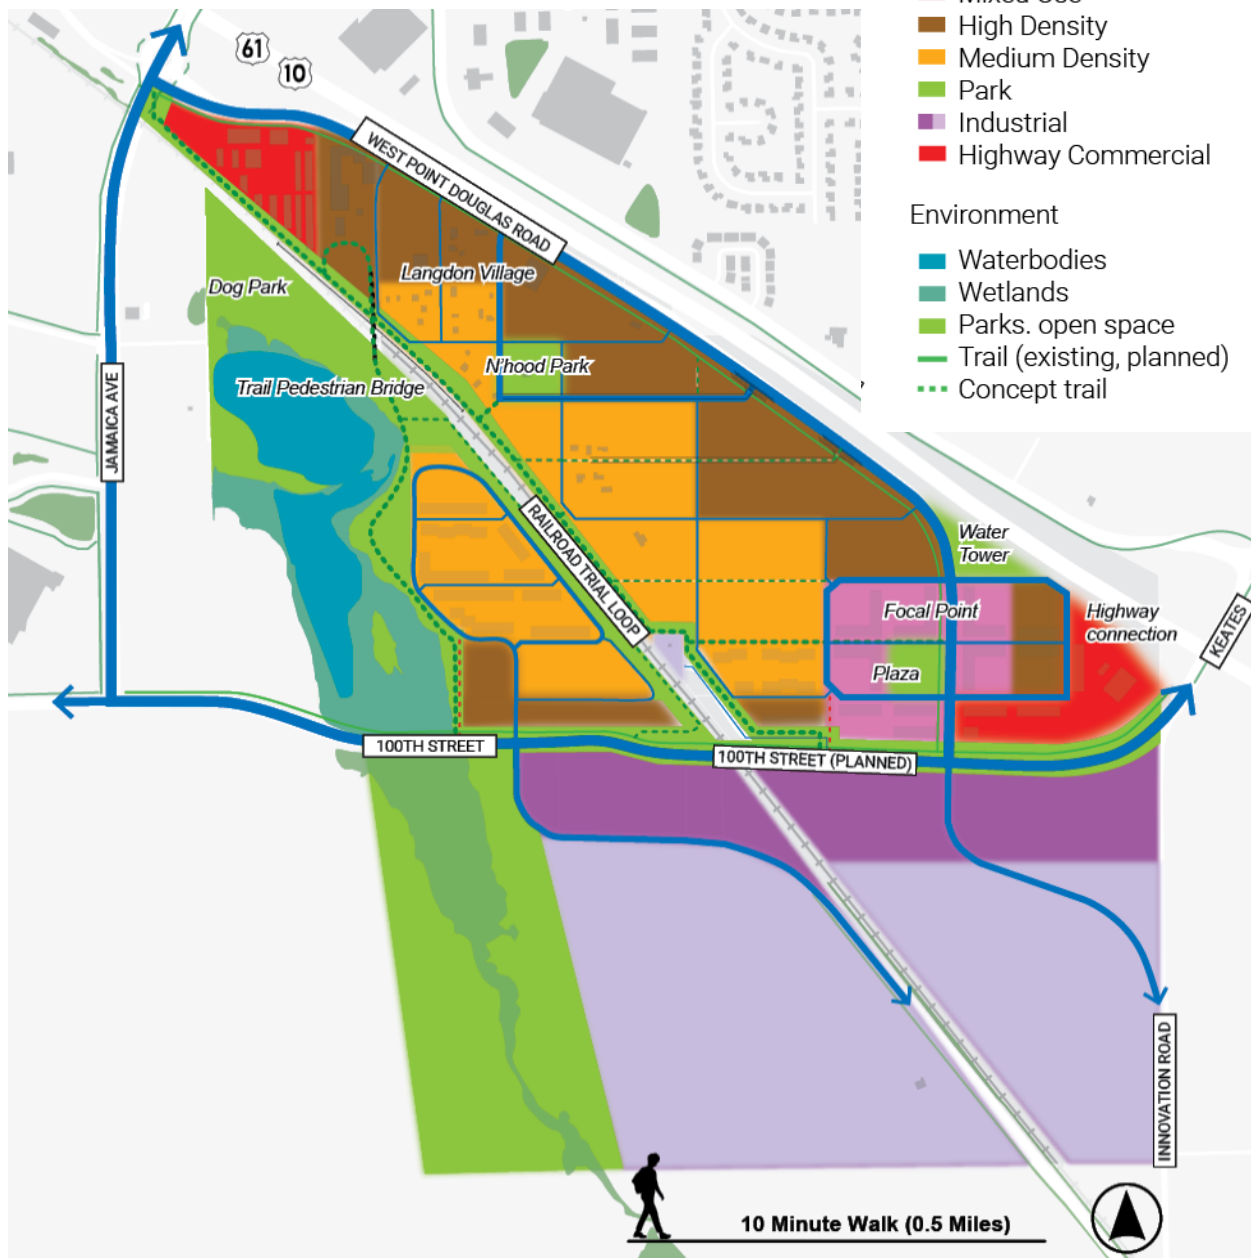 Mixed Use
High Density
Medium Density
Park
Industrial
Highway Commercial
Environment
Waterbodies
Wetlands
Parks. open space
Trail (existing, planned)
Concept trail
61
10
WEST POINT DOUGLAS ROAD
Langdon Village
Dog Park
N'hood Park
Trail Pedestrian Bridge
JAMAICA AVE
RAILROAD TRIAL LOOP
Water
Tower
Focal Point
Highway
connection
KEATES
Plaza
100TH STREET
100TH STREET (PLANNED)
INNOVATION ROAD
10 Minute Walk (0.5 Miles)